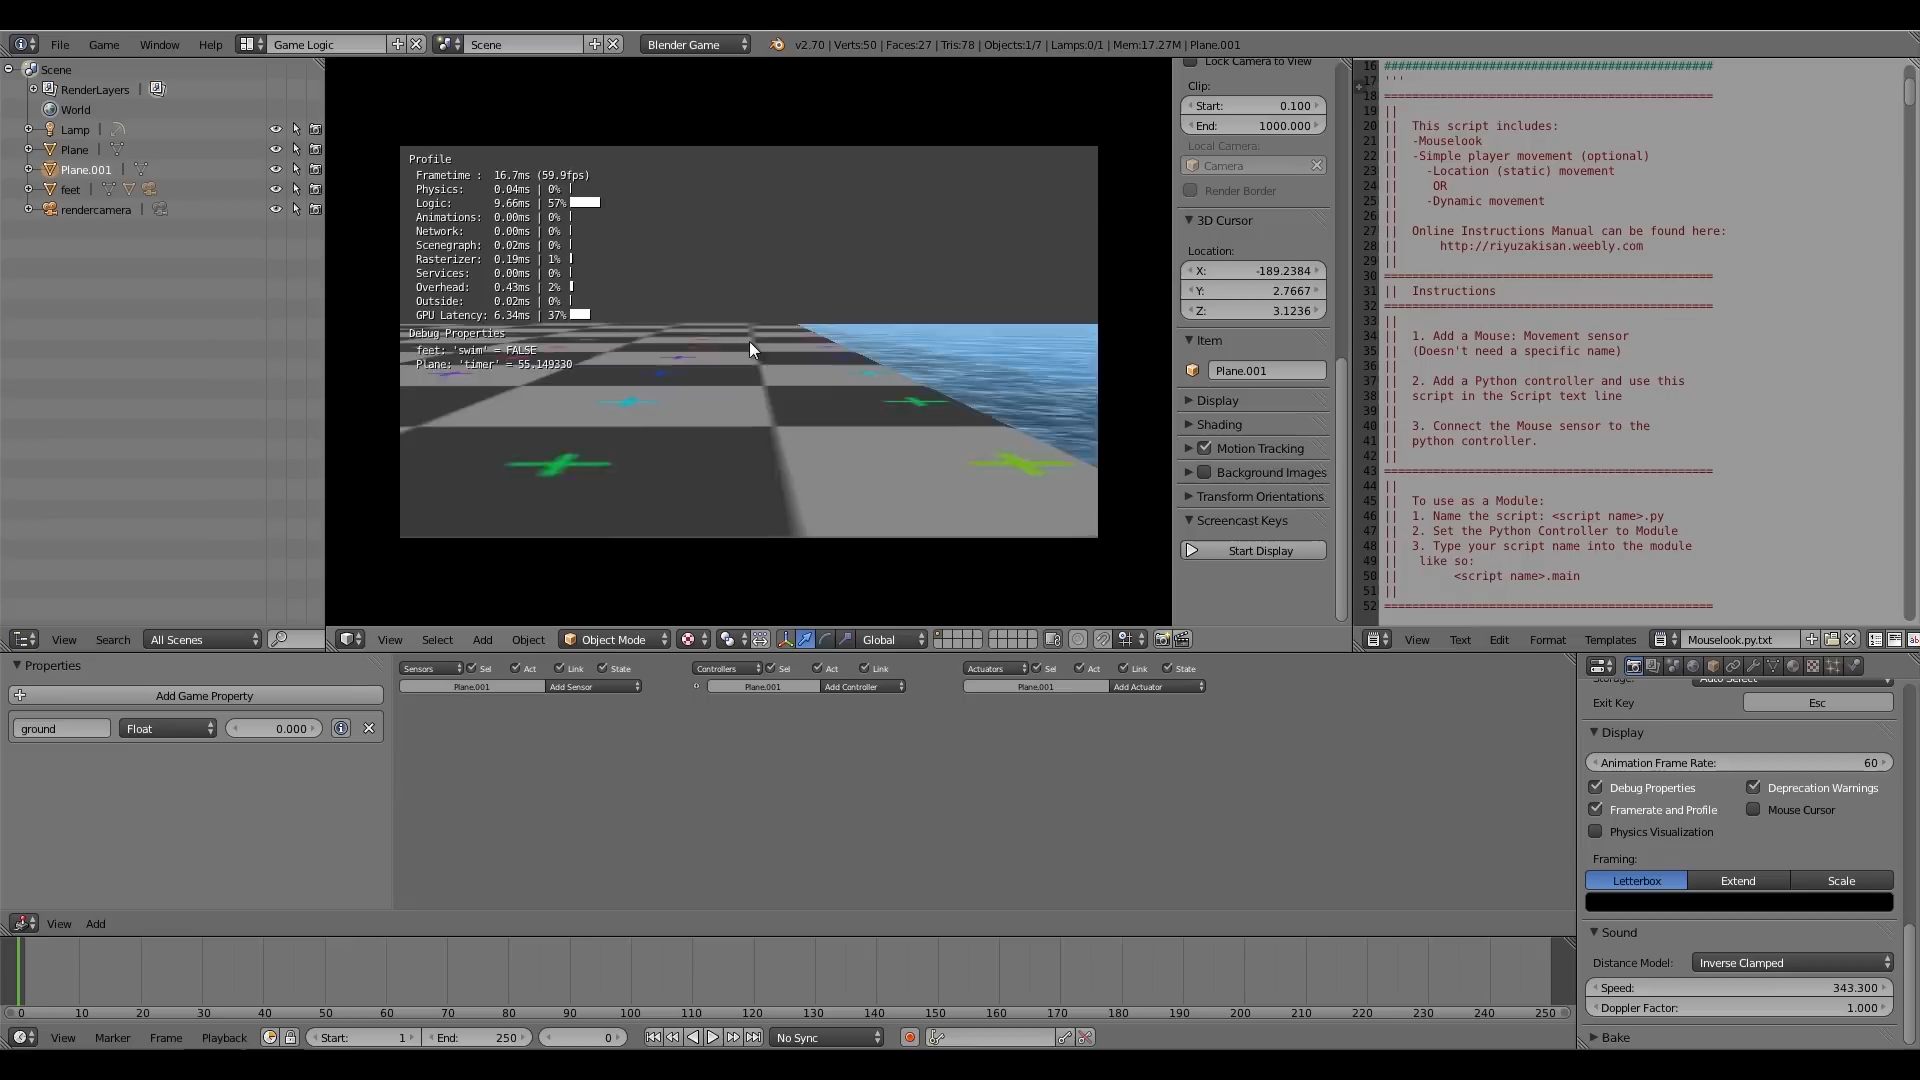 File Game Window Help Game Logic Scene Blender Game v2.70 | Verts:50 | Faces:27 | Tris:78 | Objects:1/7 | Lamps:0/1 | Mem:17.27M | Plane.001
Scene
RenderLayers |
World
Lamp |
Plane |
Plane.001 |
feet |
rendercamera |
View Search All Scenes
Profile
Frametime : 16.7ms (59.9fps)
Physics: 0.04ms | 0% |
Logic: 9.66ms | 57%
Animations: 0.00ms | 0% |
Network: 0.00ms | 0% |
Scenegraph: 0.02ms | 0% |
Rasterizer: 0.19ms | 1%
Services: 0.00ms | 0% |
Overhead: 0.43ms | 2%
Outside: 0.02ms | 0% |
GPU Latency: 6.34ms | 37%
Debug Properties
feet: 'swim' = FALSE
Plane: 'timer' = 55.149330
View Select Add Object Object Mode Global
Lock Camera to View
Clip:
Start: 0.100
End: 1000.000
Local Camera:
Camera
Render Border
3D Cursor
Location:
X: -189.2384
Y: 2.7667
Z: 3.1236
Item
Plane.001
Display
Shading
Motion Tracking
Background Images
Transform Orientations
Screencast Keys
Start Display
16 ###############################################
17 '''
18 ===============================================
19 ||
20 || This script includes:
21 || -Mouselook
22 || -Simple player movement (optional)
23 || -Location (static) movement
24 || OR
25 || -Dynamic movement
26 ||
27 || Online Instructions Manual can be found here:
28 || http://riyuzakisan.weebly.com
29 ||
30 ===============================================
31 || Instructions
32 ===============================================
33 ||
34 || 1. Add a Mouse: Movement sensor
35 || (Doesn't need a specific name)
36 ||
37 || 2. Add a Python controller and use this
38 || script in the Script text line
39 ||
40 || 3. Connect the Mouse sensor to the
41 || python controller.
42 ||
43 ===============================================
44 ||
45 || To use as a Module:
46 || 1. Name the script: <script name>.py
47 || 2. Set the Python Controller to Module
48 || 3. Type your script name into the module
49 || like so:
50 || <script name>.main
51 ||
52 ===============================================
View Text Edit Format Templates Mouselook.py.txt
Properties
Add Game Property
ground Float 0.000
Sensors Sel Act Link State Controllers Sel Act Link Actuators Sel Act Link State
Plane.001 Add Sensor Plane.001 Add Controller Plane.001 Add Actuator
View Add
Auto Select
Exit Key Esc
Display
Animation Frame Rate: 60
Debug Properties Deprecation Warnings
Framerate and Profile Mouse Cursor
Physics Visualization
Framing:
Letterbox Extend Scale
Sound
Distance Model: Inverse Clamped
Speed: 343.300
Doppler Factor: 1.000
Bake
0 10 20 30 40 50 60 70 80 90 100 110 120 130 140 150 160 170 180 190 200 210 220 230 240 250
View Marker Frame Playback Start: 1 End: 250 0 No Sync